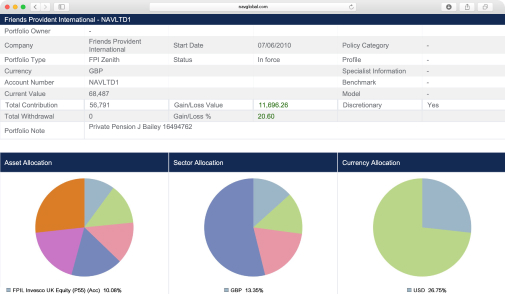 navglobal.com
Friends Provident International - NAVLTD1
Portfolio Owner -
Company Friends Provident International Start Date 07/06/2010 Policy Category -
Portfolio Type FPI Zenith Status In force Profile -
Currency GBP Specialist Information -
Account Number NAVLTD1 Benchmark -
Current Value 68,487 Model -
Total Contribution 56,791 Gain/Loss Value 11,696.26 Discretionary Yes
Total Withdrawal 0 Gain/Loss % 20.60
Portfolio Note Private Pension J Bailey 16494762
Asset Allocation Sector Allocation Currency Allocation
FPIL Invesco UK Equity (P55) (Acc) 10.08% GBP 13.35% USD 26.75%